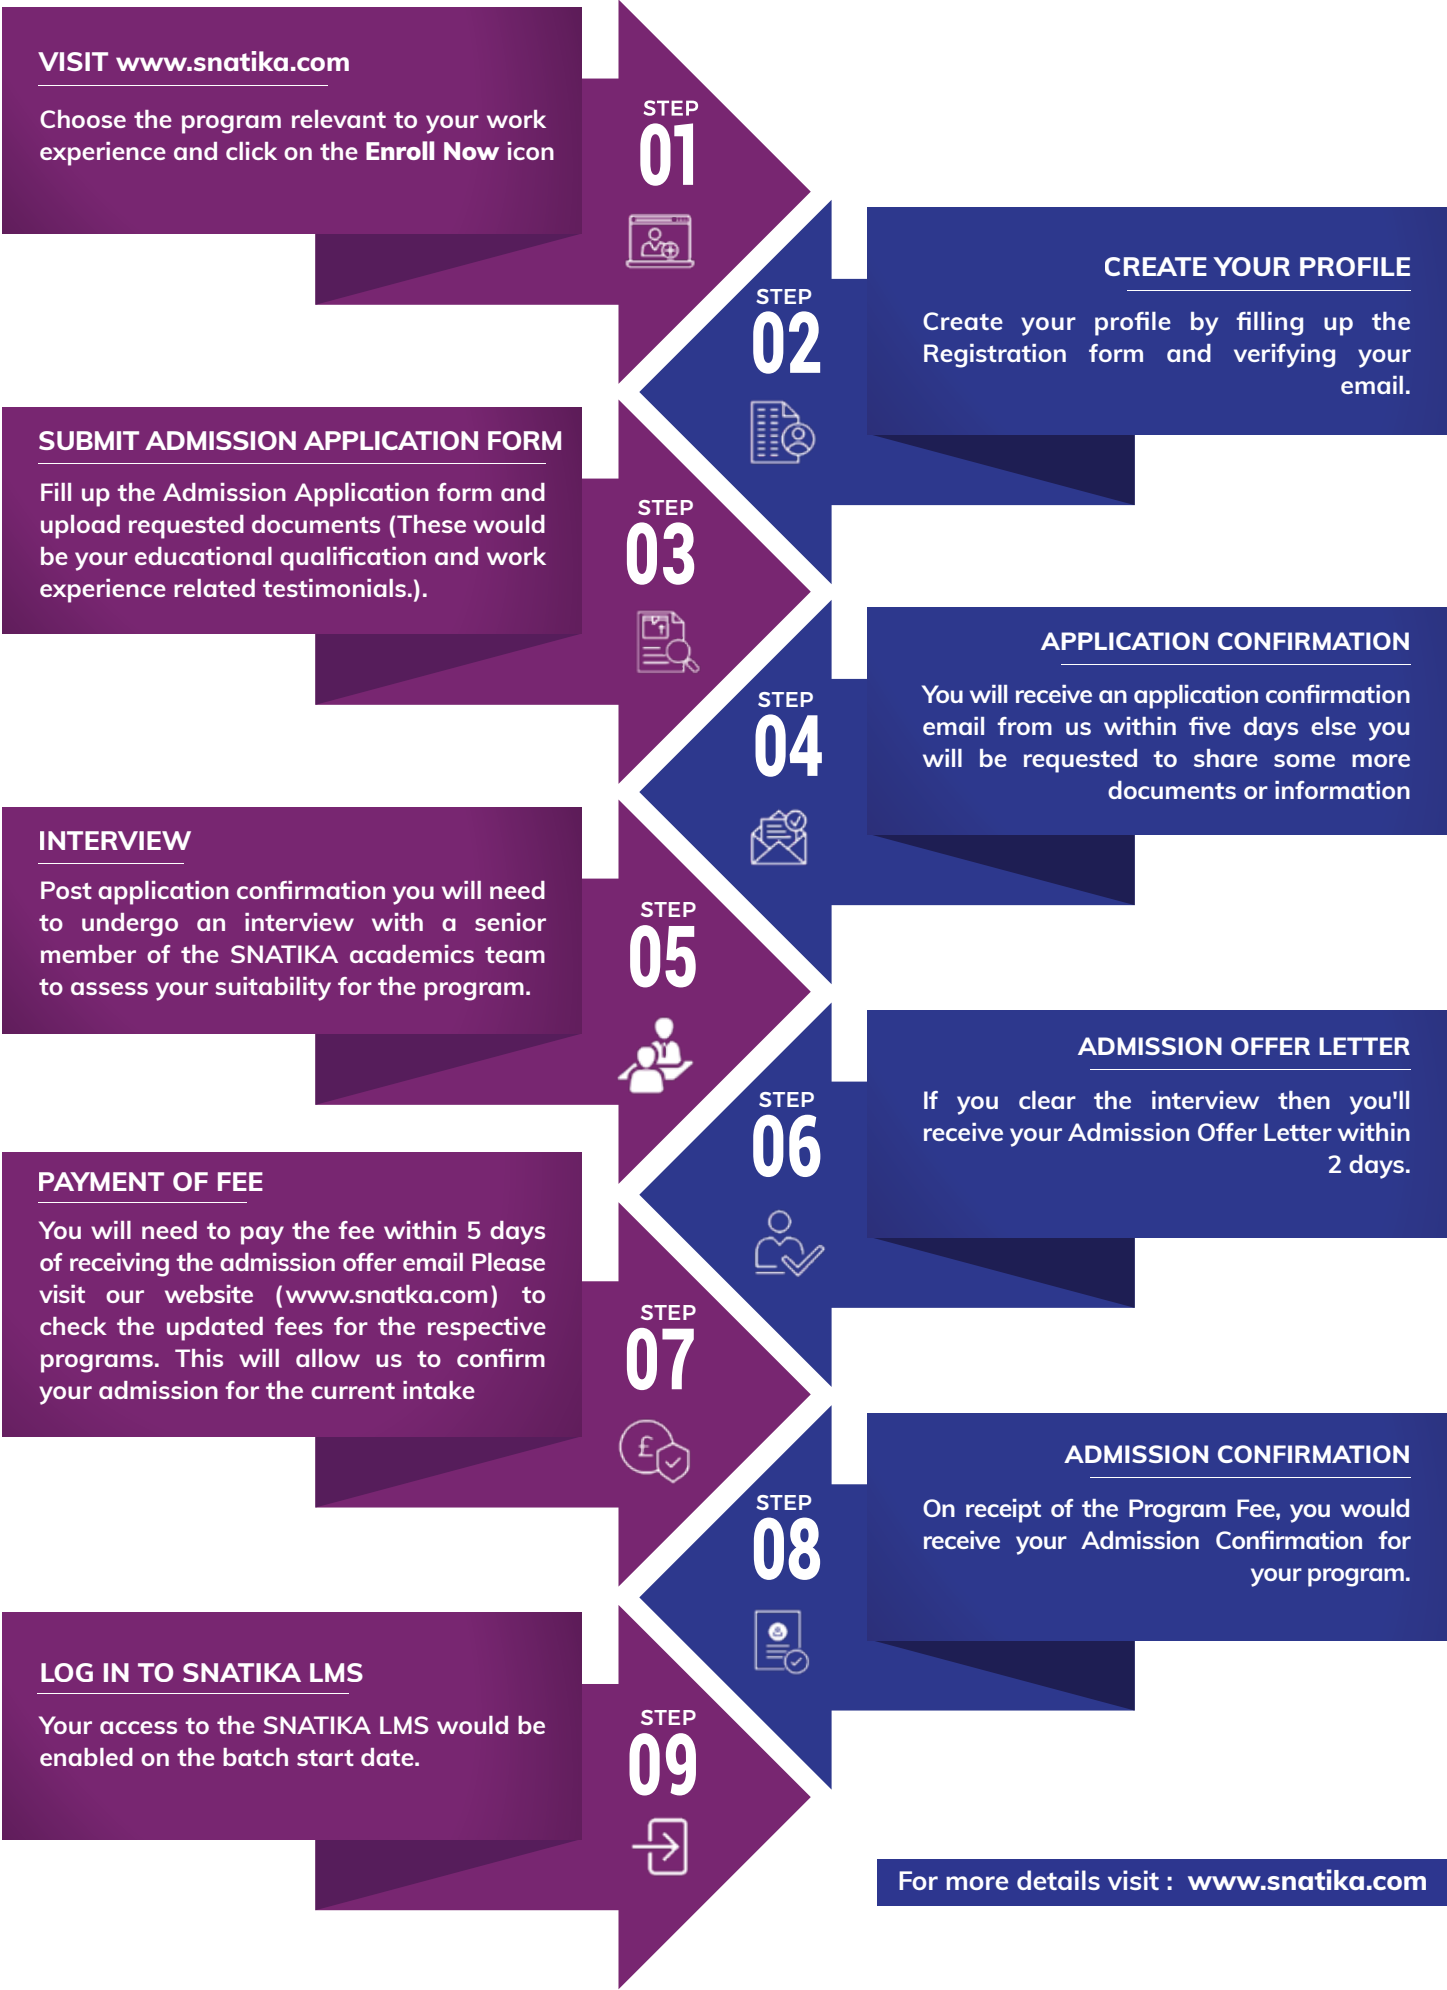 VISIT www.snatika.com
Choose the program relevant to your work
experience and click on the Enroll Now icon
STEP
01
CREATE YOUR PROFILE
Create your profile by filling up the
Registration form and verifying your
email.
STEP
02
SUBMIT ADMISSION APPLICATION FORM
Fill up the Admission Application form and
upload requested documents (These would
be your educational qualification and work
experience related testimonials.).
STEP
03
APPLICATION CONFIRMATION
You will receive an application confirmation
email from us within five days else you
will be requested to share some more
documents or information
STEP
04
INTERVIEW
Post application confirmation you will need
to undergo an interview with a senior
member of the SNATIKA academics team
to assess your suitability for the program.
STEP
05
ADMISSION OFFER LETTER
If you clear the interview then you'll
receive your Admission Offer Letter within
2 days.
STEP
06
PAYMENT OF FEE
You will need to pay the fee within 5 days
of receiving the admission offer email Please
visit our website (www.snatka.com) to
check the updated fees for the respective
programs. This will allow us to confirm
your admission for the current intake
STEP
07
£
ADMISSION CONFIRMATION
On receipt of the Program Fee, you would
receive your Admission Confirmation for
your program.
STEP
08
LOG IN TO SNATIKA LMS
Your access to the SNATIKA LMS would be
enabled on the batch start date.
STEP
09
For more details visit : www.snatika.com